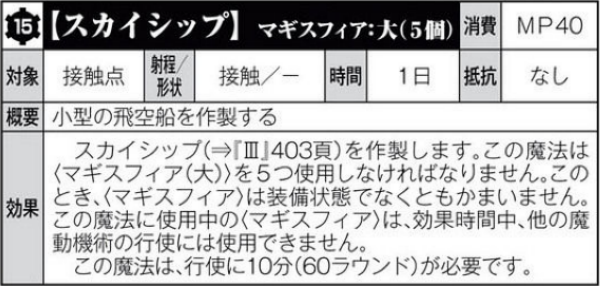 15 【スカイシップ】 マギスフィア:大(5個) 消費 MP40
対象 接触点 射程/形状 接触/― 時間 1日 抵抗 なし
概要 小型の飛空船を作製する
効果
スカイシップ(⇒『Ⅲ』403頁)を作製します。この魔法は
〈マギスフィア(大)〉を5つ使用しなければなりません。この
とき、〈マギスフィア〉は装備状態でなくともかまいません。
この魔法に使用中の〈マギスフィア〉は、効果時間中、他の魔
動機術の行使には使用できません。
この魔法は、行使に10分(60ラウンド)が必要です。